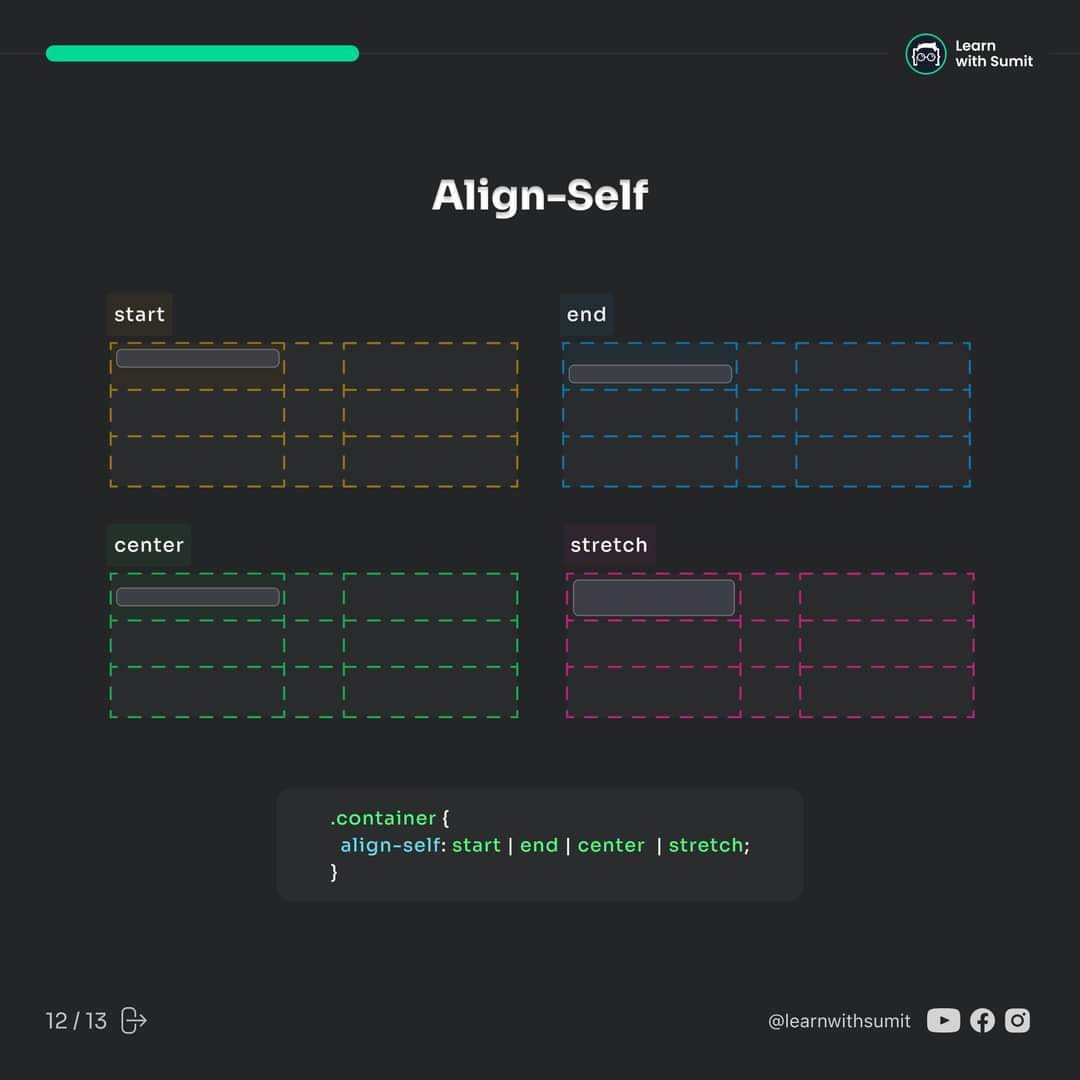 Learn
with Sumit
Align-Self
start
end
center
stretch
.container {
align-self: start | end | center | stretch;
}
12 / 13
@learnwithsumit